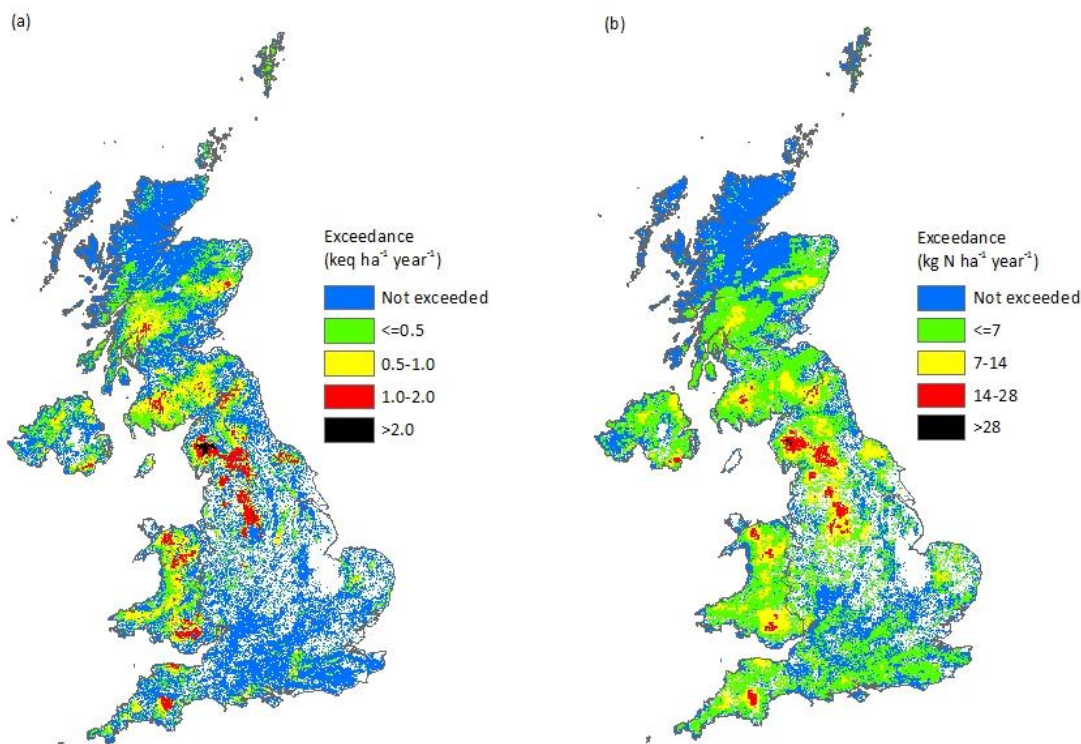 (a)
Exceedance
(keq ha⁻¹ year⁻¹)
Not exceeded
<=0.5
0.5-1.0
1.0-2.0
>2.0
(b)
Exceedance
(kg N ha⁻¹ year⁻¹)
Not exceeded
<=7
7-14
14-28
>28